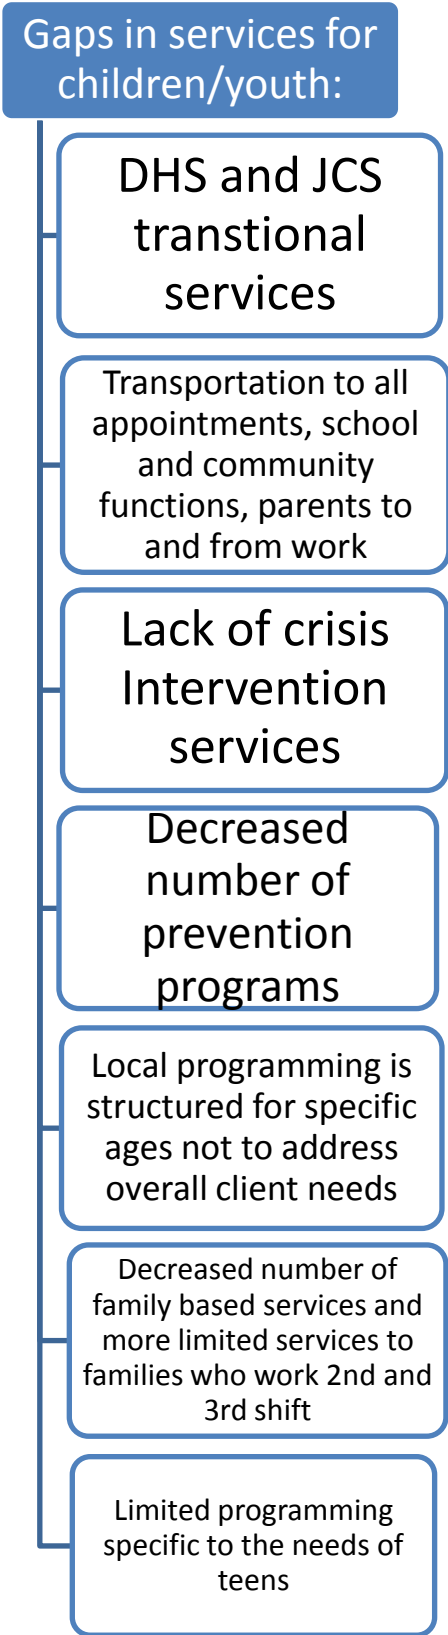 Gaps in services for
children/youth:
DHS and JCS
transtional
services
Transportation to all
appointments, school
and community
functions, parents to
and from work
Lack of crisis
Intervention
services
Decreased
number of
prevention
programs
Local programming is
structured for specific
ages not to address
overall client needs
Decreased number of
family based services and
more limited services to
families who work 2nd and
3rd shift
Limited programming
specific to the needs of
teens